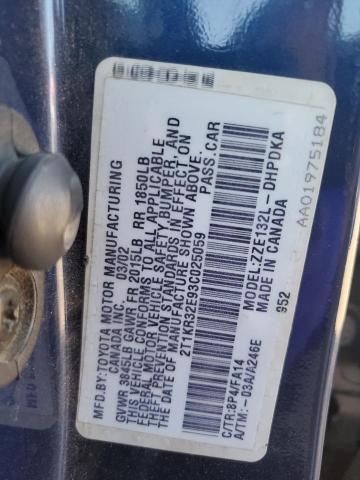 MFD.BY:TOYOTA MOTOR MANUFACTURING
CANADA INC. 03/02
GVWR 3845LB GAWR FR 2015LB RR 1850LB
THIS VEHICLE CONFORMS TO ALL APPLICABLE
FEDERAL MOTOR VEHICLE SAFETY, BUMPER, AND
THEFT PREVENTION STANDARDS IN EFFECT ON
THE DATE OF MANUFACTURE SHOWN ABOVE.
2T1KR32E93C025059 PASS.CAR
C/TR:8P4/FA14
A/TM:-03A/A246E
MODEL:ZZE132L-DHPDKA
MADE IN CANADA
952
AA01975184